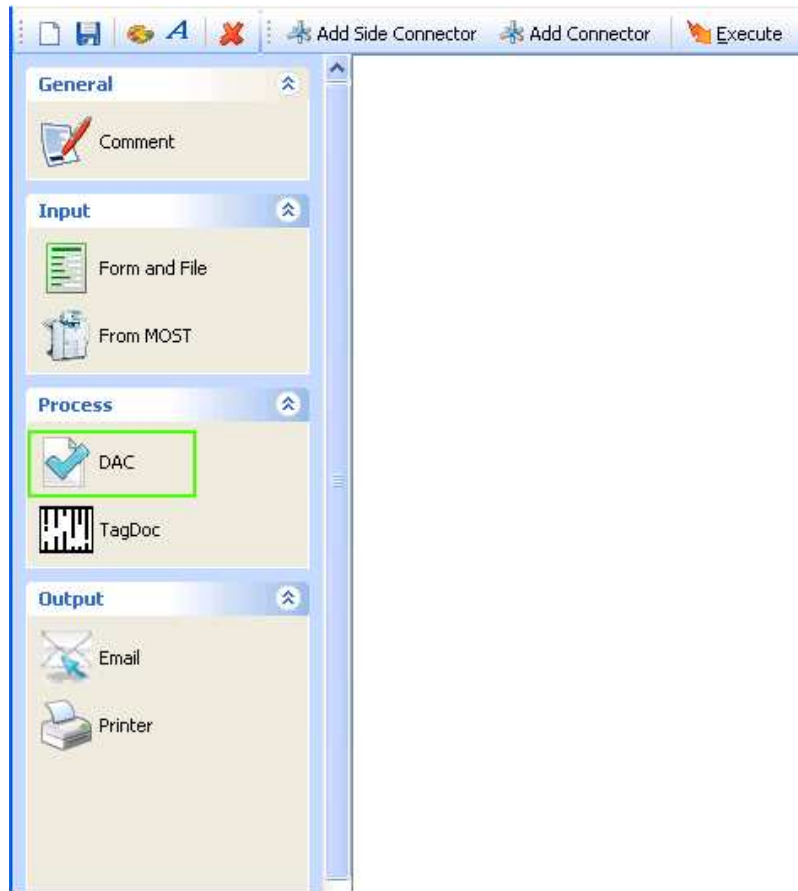 A Add Side Connector Add Connector Execute
General
Comment
Input
Form and File
From MOST
Process
DAC
TagDoc
Output
Email
Printer